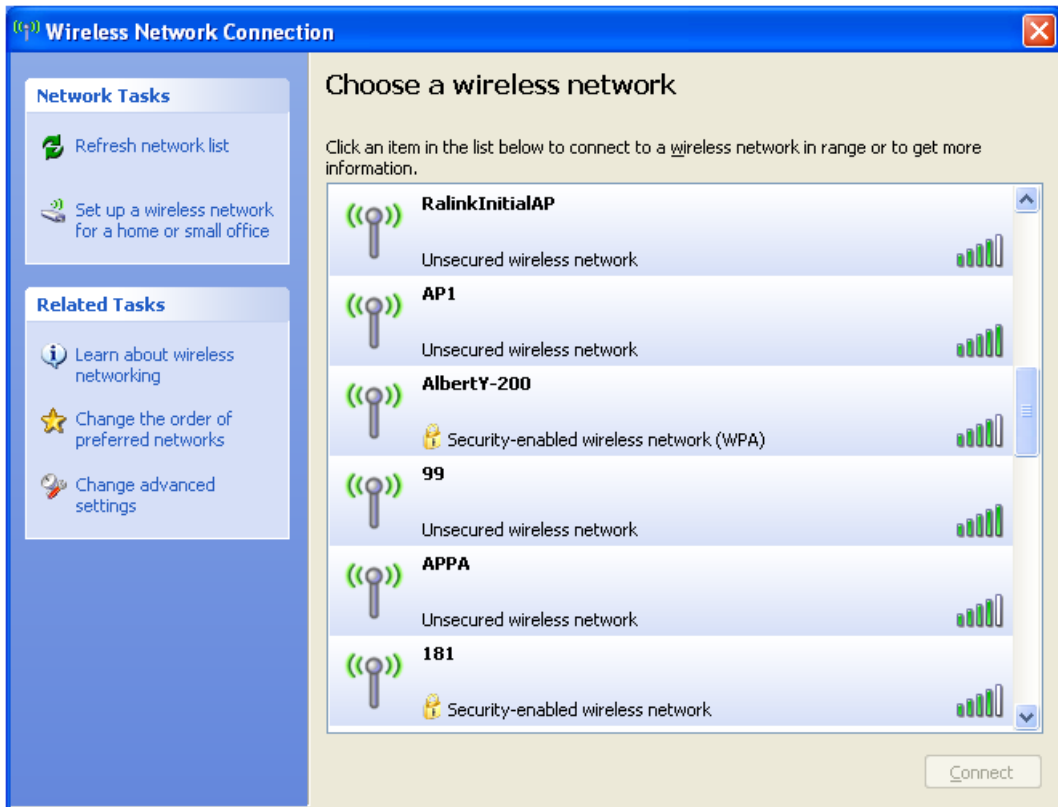 Wireless Network Connection
Network Tasks
Refresh network list
Set up a wireless network
for a home or small office
Related Tasks
Learn about wireless
networking
Change the order of
preferred networks
Change advanced
settings
Choose a wireless network
Click an item in the list below to connect to a wireless network in range or to get more
information.
RalinkInitialAP
Unsecured wireless network
AP1
Unsecured wireless network
AlbertY-200
Security-enabled wireless network (WPA)
99
Unsecured wireless network
APPA
Unsecured wireless network
181
Security-enabled wireless network
Connect